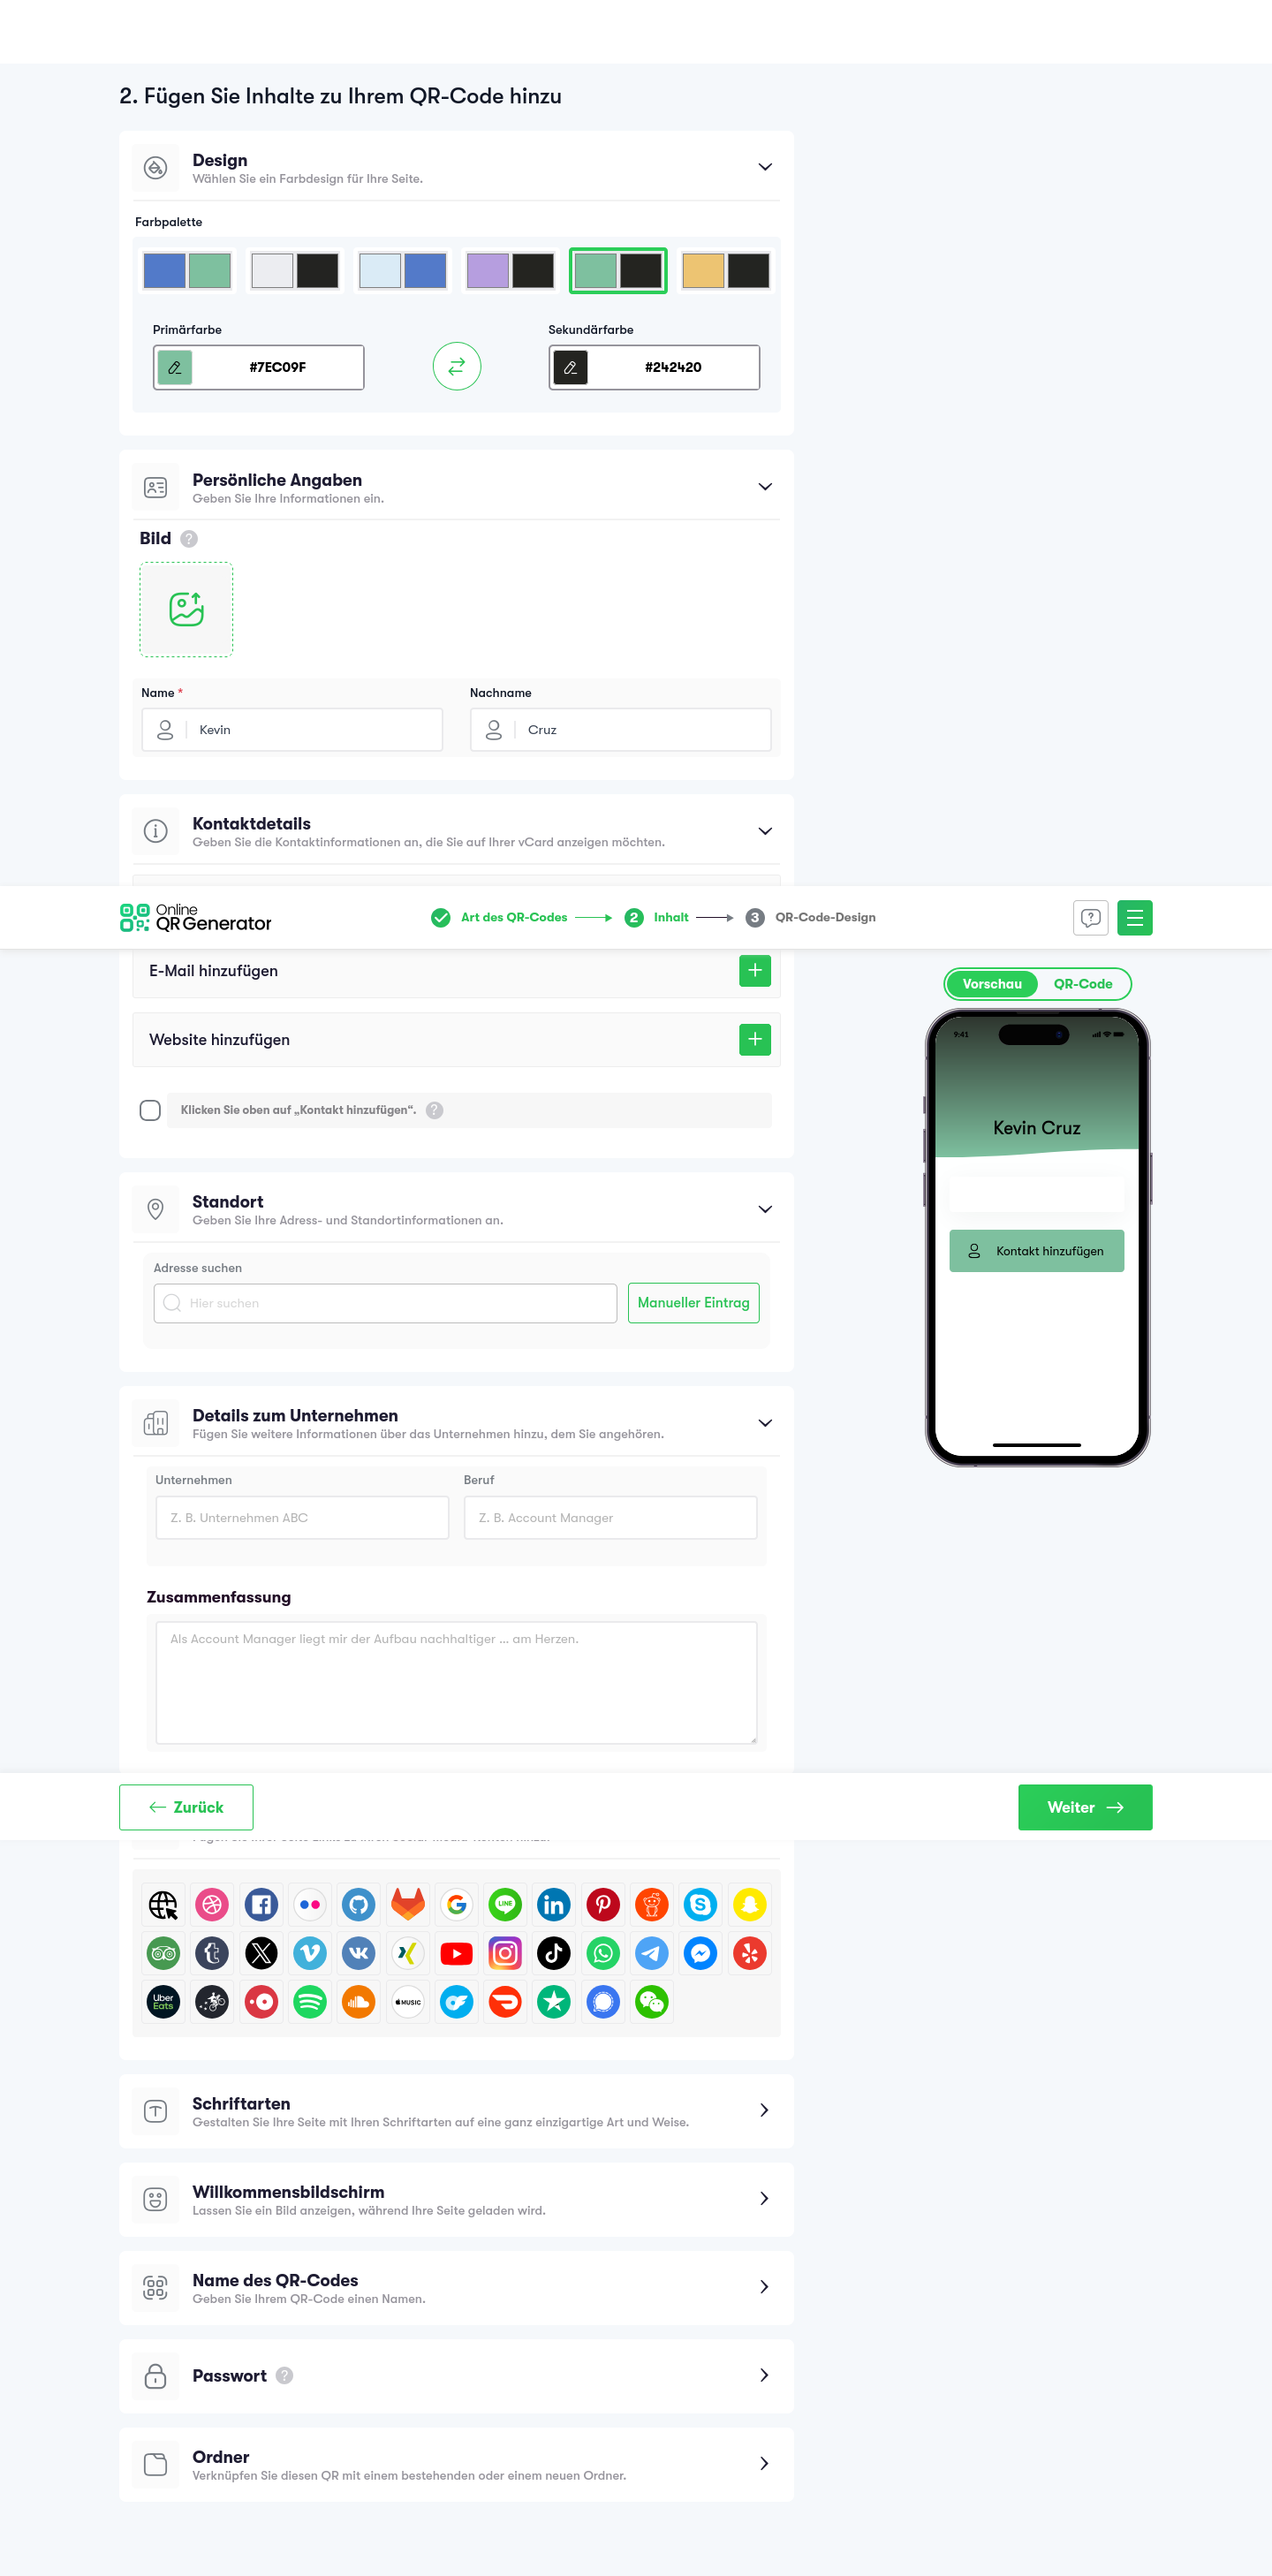 2. Fügen Sie Inhalte zu Ihrem QR-Code hinzu
Design
Wählen Sie ein Farbdesign für Ihre Seite.
Farbpalette
Primärfarbe
#7EC09F
Sekundärfarbe
#242420
Persönliche Angaben
Geben Sie Ihre Informationen ein.
Bild ?
Name *
Kevin
Nachname
Cruz
Kontaktdetails
Geben Sie die Kontaktinformationen an, die Sie auf Ihrer vCard anzeigen möchten.
Online
QR Generator
Art des QR-Codes
2 Inhalt
3 QR-Code-Design
E-Mail hinzufügen
Website hinzufügen
Klicken Sie oben auf „Kontakt hinzufügen“. ?
Vorschau
QR-Code
9:41
Kevin Cruz
Kontakt hinzufügen
Standort
Geben Sie Ihre Adress- und Standortinformationen an.
Adresse suchen
Hier suchen
Manueller Eintrag
Details zum Unternehmen
Fügen Sie weitere Informationen über das Unternehmen hinzu, dem Sie angehören.
Unternehmen
Z. B. Unternehmen ABC
Beruf
Z. B. Account Manager
Zusammenfassung
Als Account Manager liegt mir der Aufbau nachhaltiger ... am Herzen.
Zurück
Weiter
LINE
Uber
Eats
MUSIC
Schriftarten
Gestalten Sie Ihre Seite mit Ihren Schriftarten auf eine ganz einzigartige Art und Weise.
Willkommensbildschirm
Lassen Sie ein Bild anzeigen, während Ihre Seite geladen wird.
Name des QR-Codes
Geben Sie Ihrem QR-Code einen Namen.
Passwort ?
Ordner
Verknüpfen Sie diesen QR mit einem bestehenden oder einem neuen Ordner.